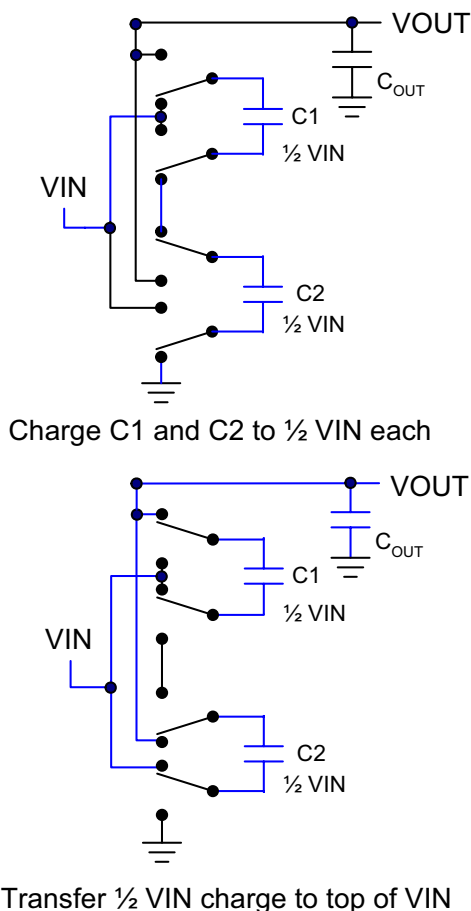 VOUT
C_OUT
C1
½ VIN
VIN
C2
½ VIN
Charge C1 and C2 to ½ VIN each
VOUT
C_OUT
C1
½ VIN
VIN
C2
½ VIN
Transfer ½ VIN charge to top of VIN